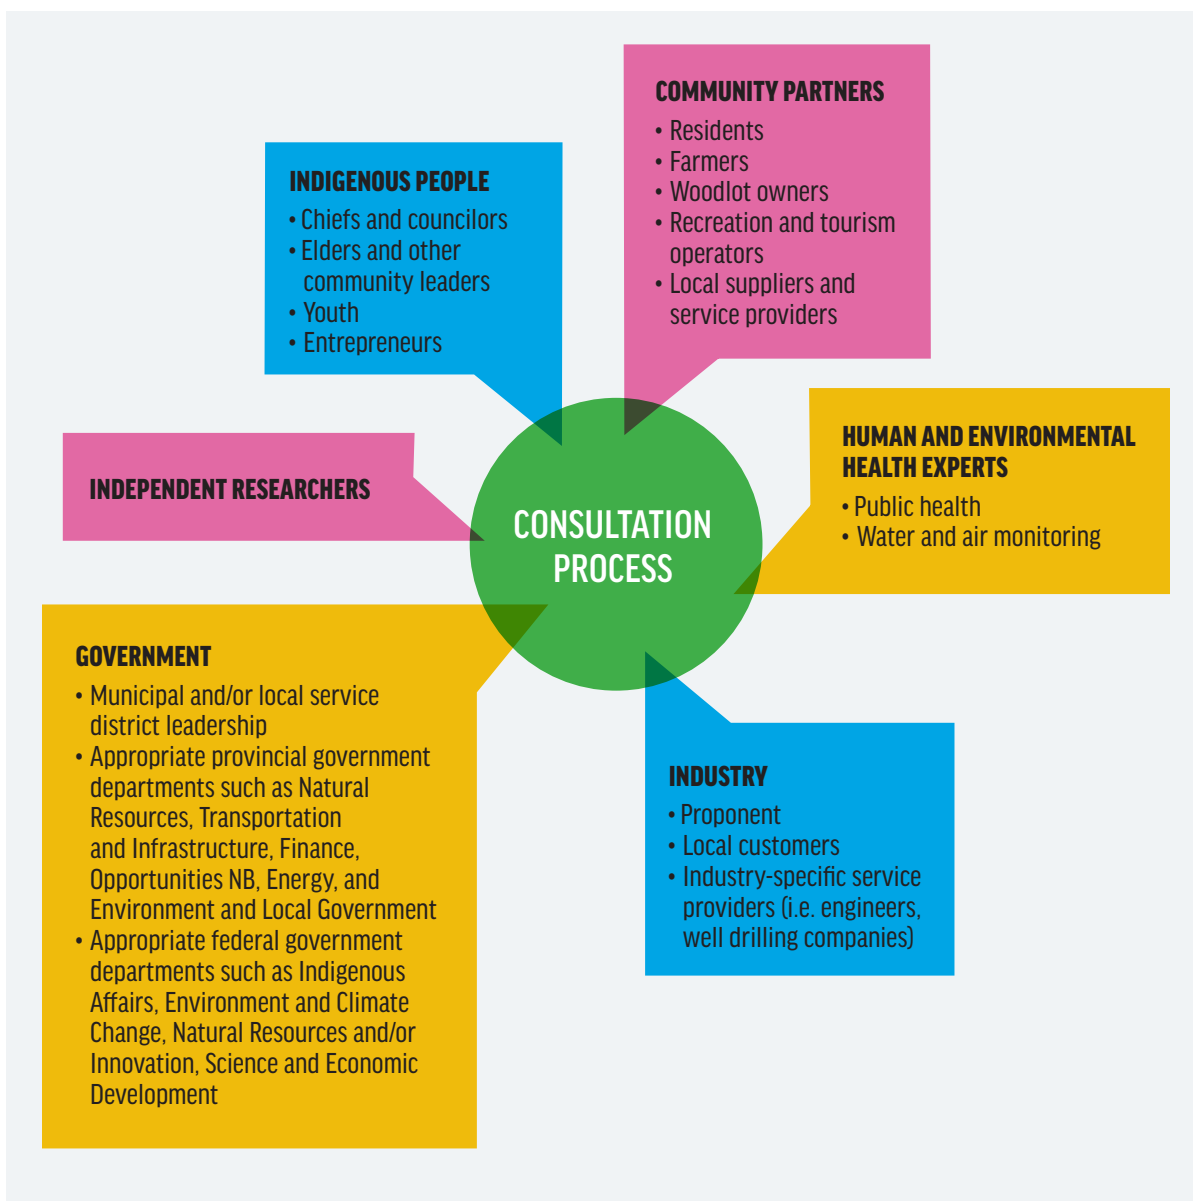 COMMUNITY PARTNERS
• Residents
• Farmers
• Woodlot owners
• Recreation and tourism
operators
• Local suppliers and
service providers
INDIGENOUS PEOPLE
• Chiefs and councilors
• Elders and other
community leaders
• Youth
• Entrepreneurs
HUMAN AND ENVIRONMENTAL
HEALTH EXPERTS
• Public health
• Water and air monitoring
INDEPENDENT RESEARCHERS
CONSULTATION
PROCESS
GOVERNMENT
• Municipal and/or local service
district leadership
• Appropriate provincial government
departments such as Natural
Resources, Transportation
and Infrastructure, Finance,
Opportunities NB, Energy, and
Environment and Local Government
• Appropriate federal government
departments such as Indigenous
Affairs, Environment and Climate
Change, Natural Resources and/or
Innovation, Science and Economic
Development
INDUSTRY
• Proponent
• Local customers
• Industry-specific service
providers (i.e. engineers,
well drilling companies)